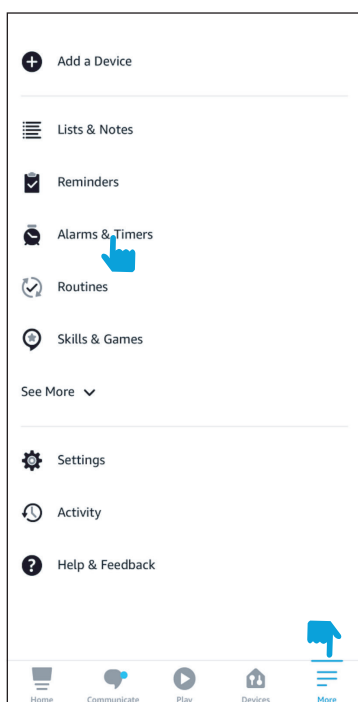 Add a Device
Lists & Notes
Reminders
Alarms & Timers
Routines
Skills & Games
See More
Settings
Activity
Help & Feedback
Home Communicate Play Devices More